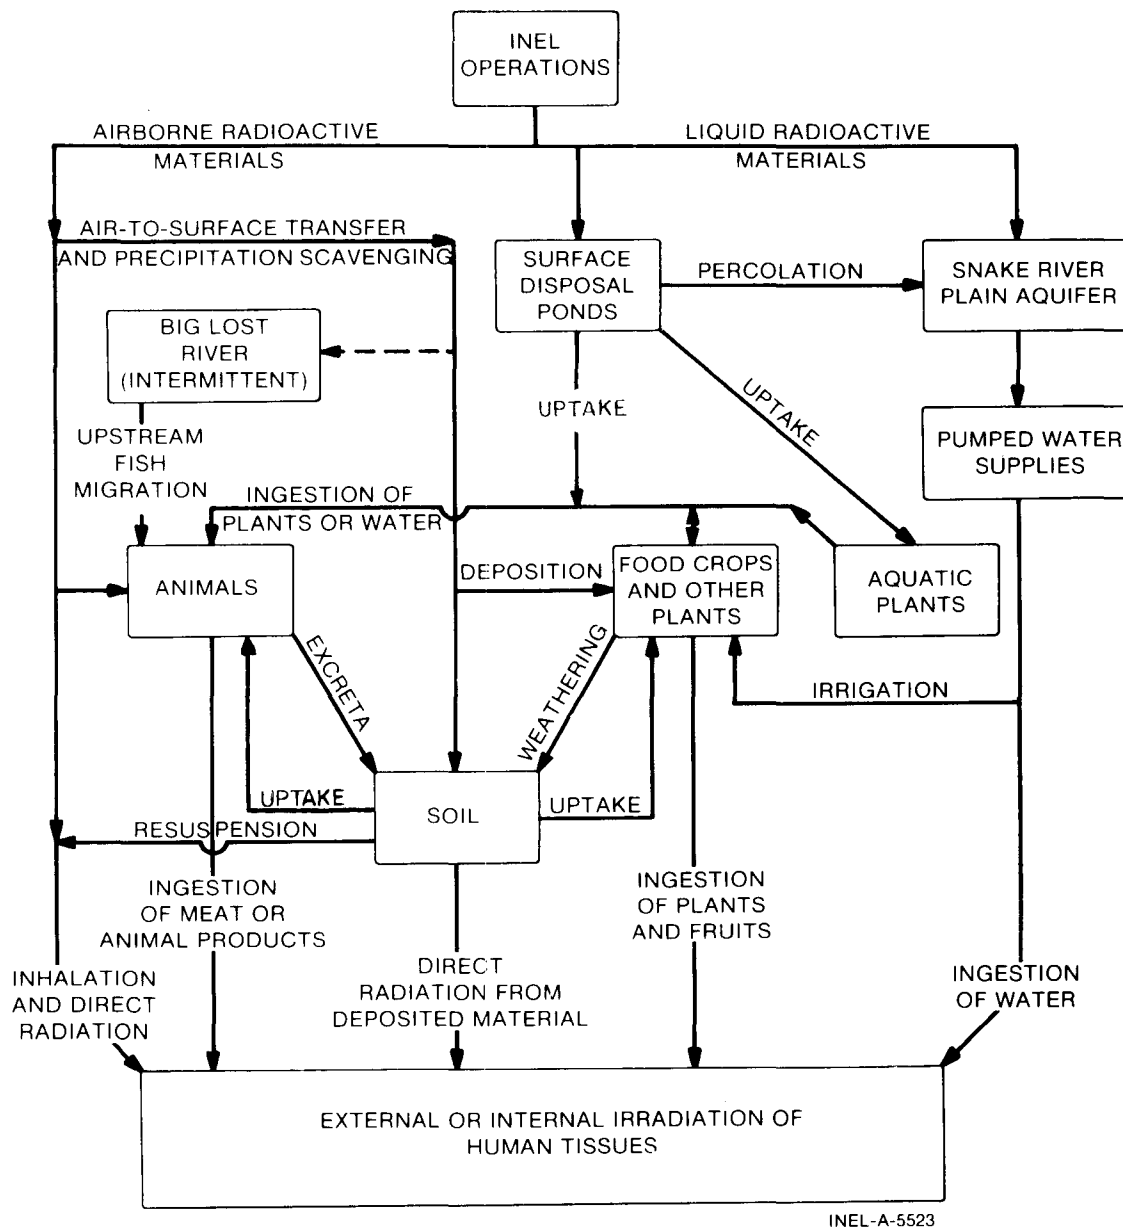 INEL
OPERATIONS
AIRBORNE RADIOACTIVE
MATERIALS
LIQUID RADIOACTIVE
MATERIALS
AIR-TO-SURFACE TRANSFER
AND PRECIPITATION SCAVENGING
SURFACE
DISPOSAL
PONDS
PERCOLATION
SNAKE RIVER
PLAIN AQUIFER
BIG LOST
RIVER
(INTERMITTENT)
UPTAKE
UPTAKE
PUMPED WATER
SUPPLIES
UPSTREAM
FISH
MIGRATION
INGESTION OF
PLANTS OR WATER
ANIMALS
DEPOSITION
FOOD CROPS
AND OTHER
PLANTS
AQUATIC
PLANTS
EXCRETA
WEATHERING
IRRIGATION
UPTAKE
SOIL
UPTAKE
RESUSPENSION
INGESTION
OF MEAT OR
ANIMAL PRODUCTS
INGESTION
OF PLANTS
AND FRUITS
INHALATION
AND DIRECT
RADIATION
DIRECT
RADIATION FROM
DEPOSITED MATERIAL
INGESTION
OF WATER
EXTERNAL OR INTERNAL IRRADIATION OF
HUMAN TISSUES
INEL-A-5523